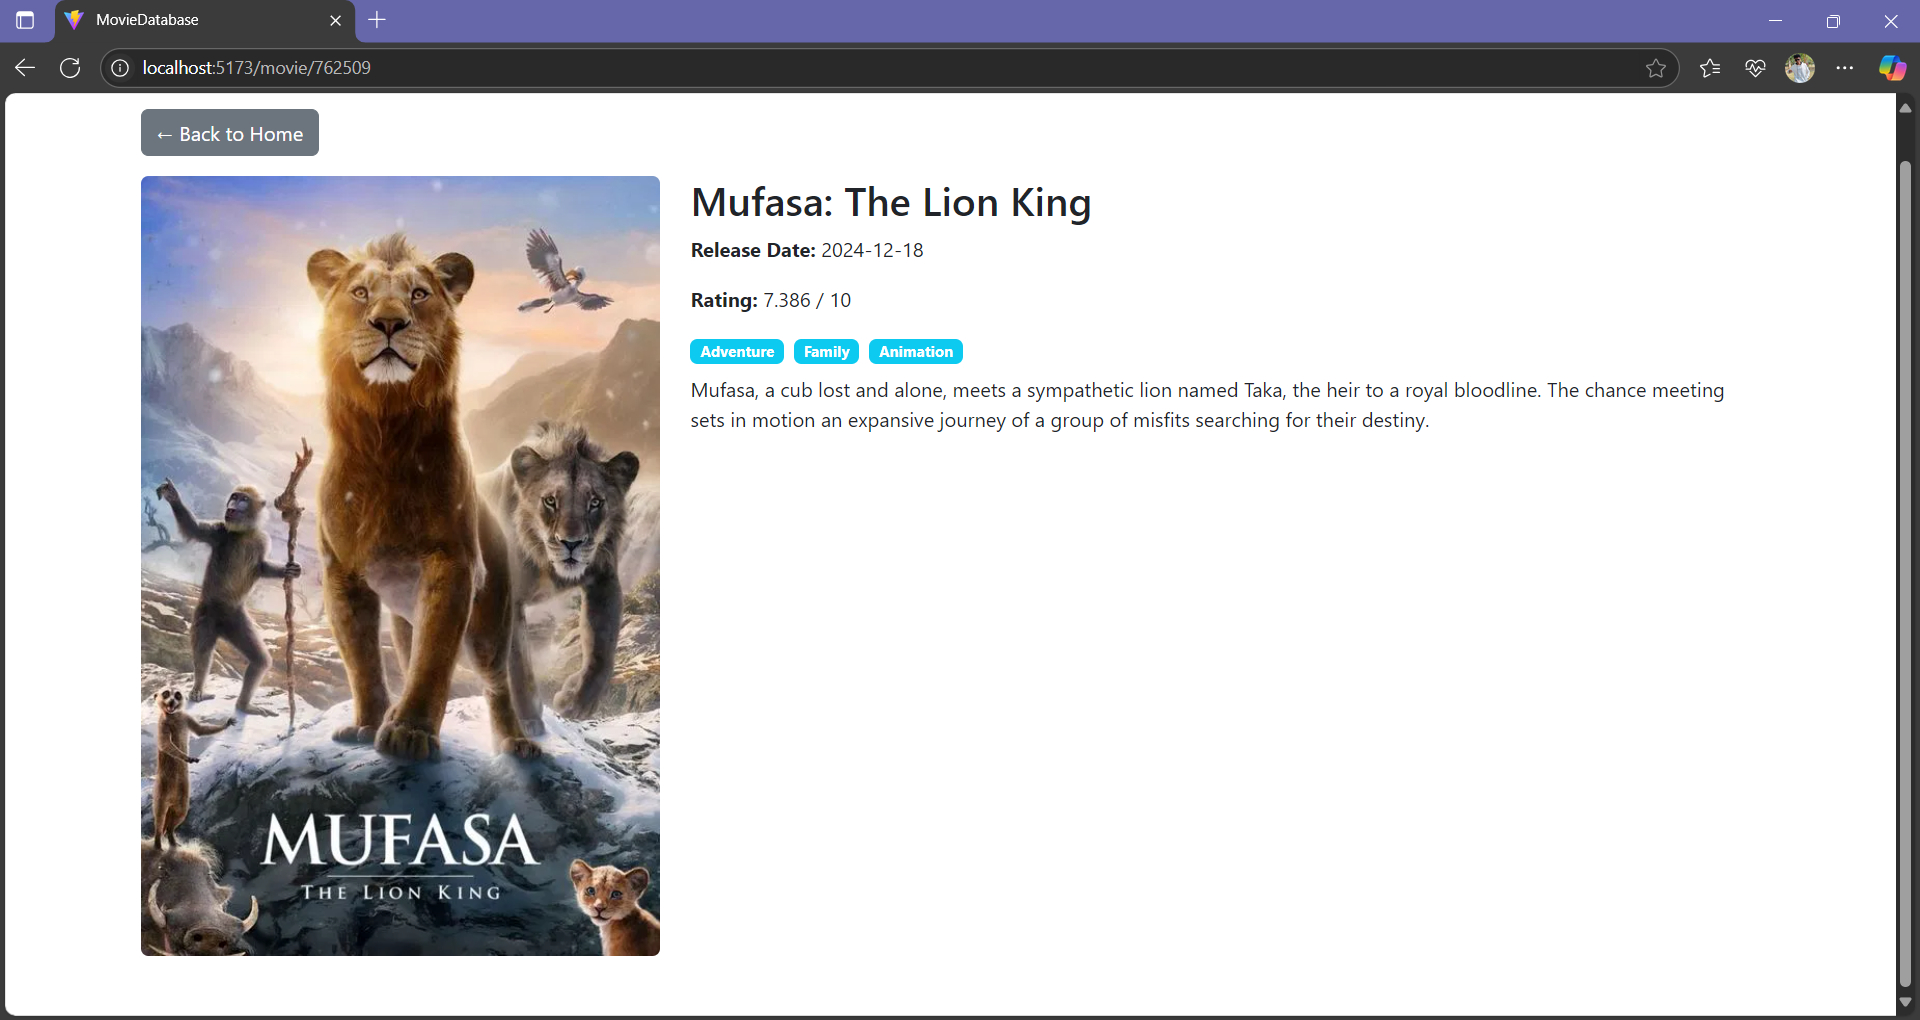 MovieDatabase
localhost:5173/movie/762509
← Back to Home
Mufasa: The Lion King
Release Date: 2024-12-18
Rating: 7.386 / 10
Adventure Family Animation
Mufasa, a cub lost and alone, meets a sympathetic lion named Taka, the heir to a royal bloodline. The chance meeting
sets in motion an expansive journey of a group of misfits searching for their destiny.
MUFASA
THE LION KING